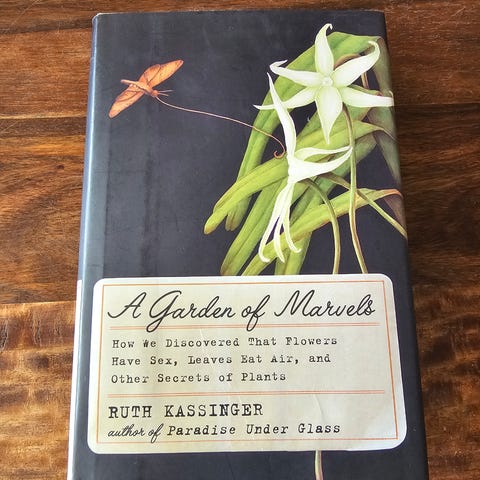 A Garden of Marvels
How We Discovered That Flowers
Have Sex, Leaves Eat Air, and
Other Secrets of Plants
RUTH KASSINGER
author of Paradise Under Glass